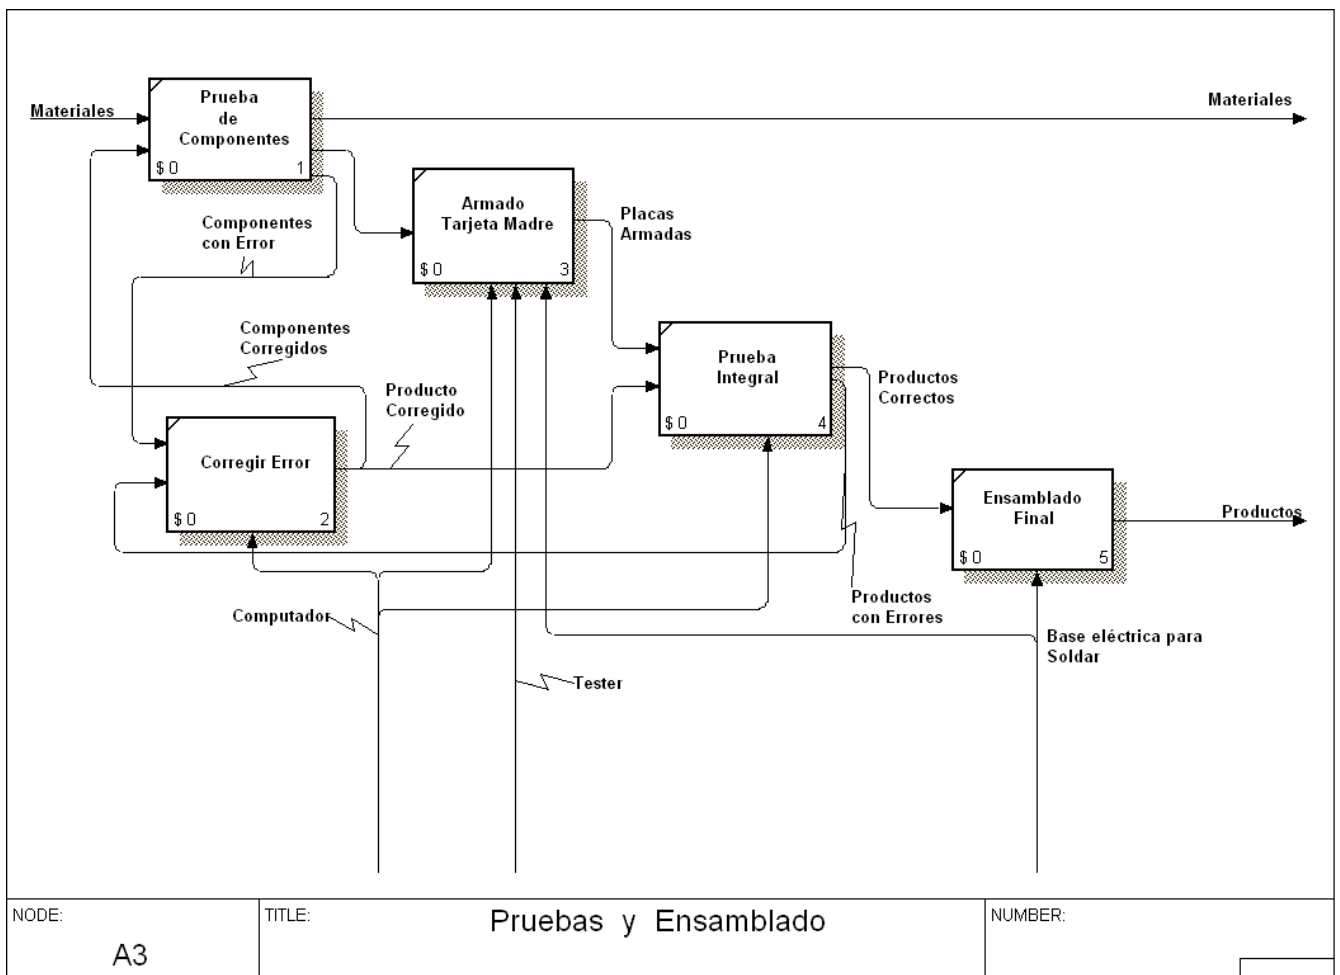 Materiales
Prueba
de
Componentes
$ 0
1
Materiales
Armado
Tarjeta Madre
$ 0
3
Componentes
con Error
Placas
Armadas
Componentes
Corregidos
Producto
Corregido
Prueba
Integral
$ 0
4
Productos
Correctos
Corregir Error
$ 0
2
Ensamblado
Final
$ 0
5
Productos
Computador
Productos
con Errores
Base eléctrica para
Soldar
Tester
NODE:
A3
TITLE:
Pruebas y Ensamblado
NUMBER: